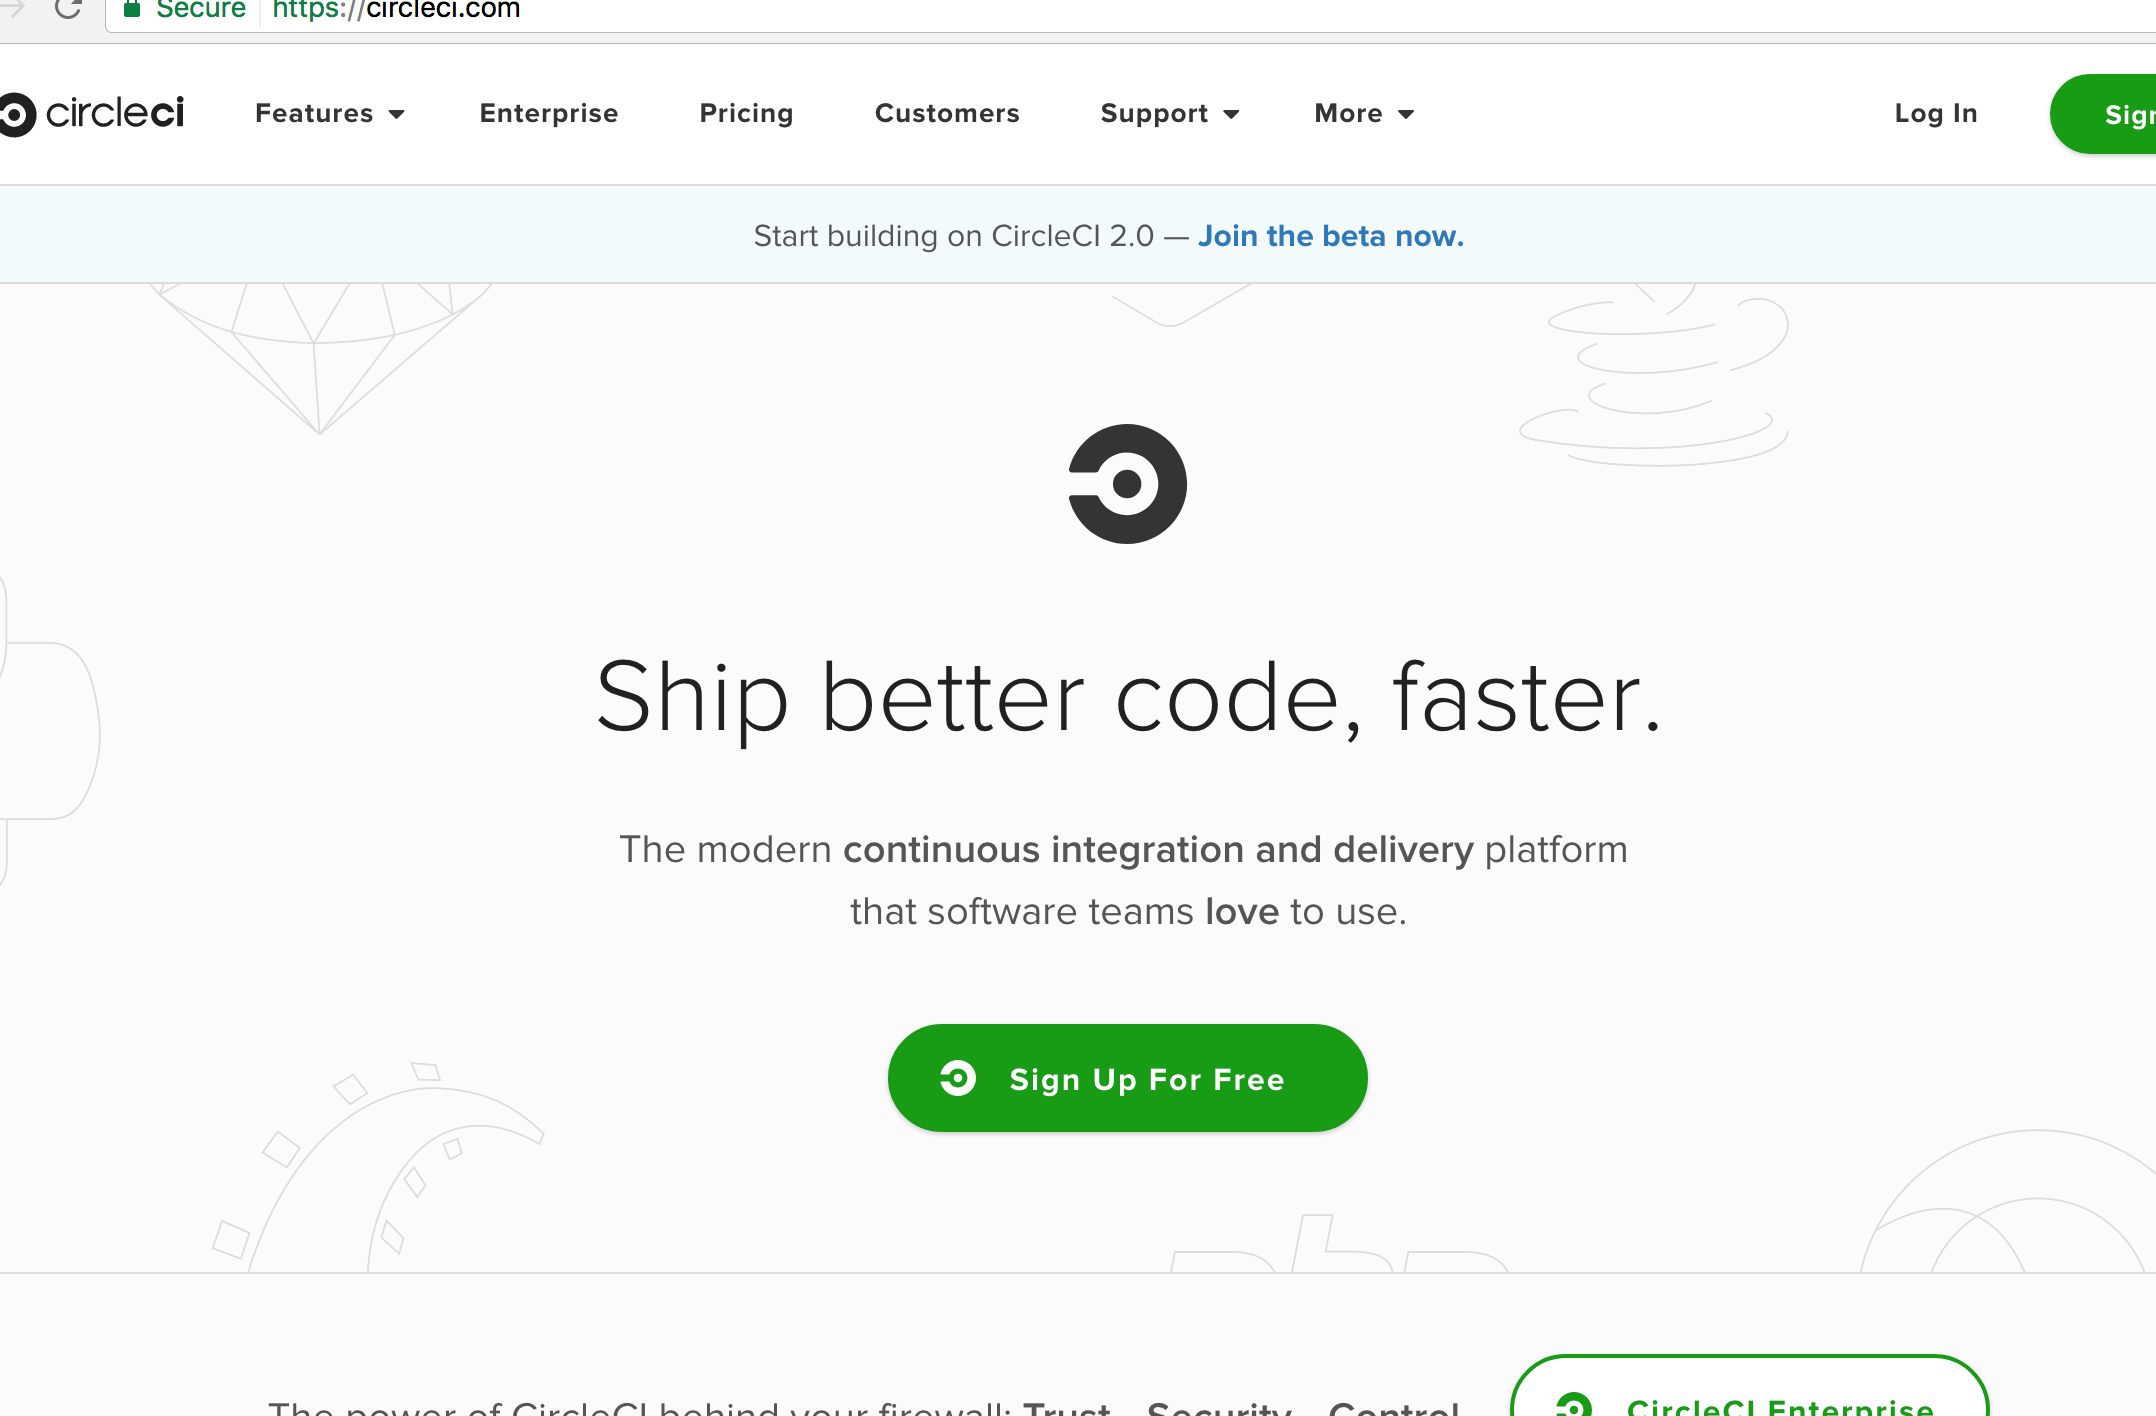 Secure https://circleci.com
circleci Features Enterprise Pricing Customers Support More Log In
Start building on CircleCI 2.0 — Join the beta now.
Ship better code, faster.
The modern continuous integration and delivery platform
that software teams love to use.
Sign Up For Free
php
The power of CircleCI behind your firewall: Trust Security Control CircleCI Enterprise